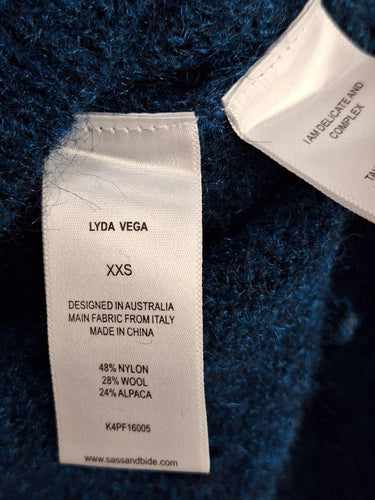 LYDA VEGA
XXS
DESIGNED IN AUSTRALIA
MAIN FABRIC FROM ITALY
MADE IN CHINA
48% NYLON
28% WOOL
24% ALPACA
K4PF16005
www.sassandbide.com
I AM DELICATE AND
COMPLEX